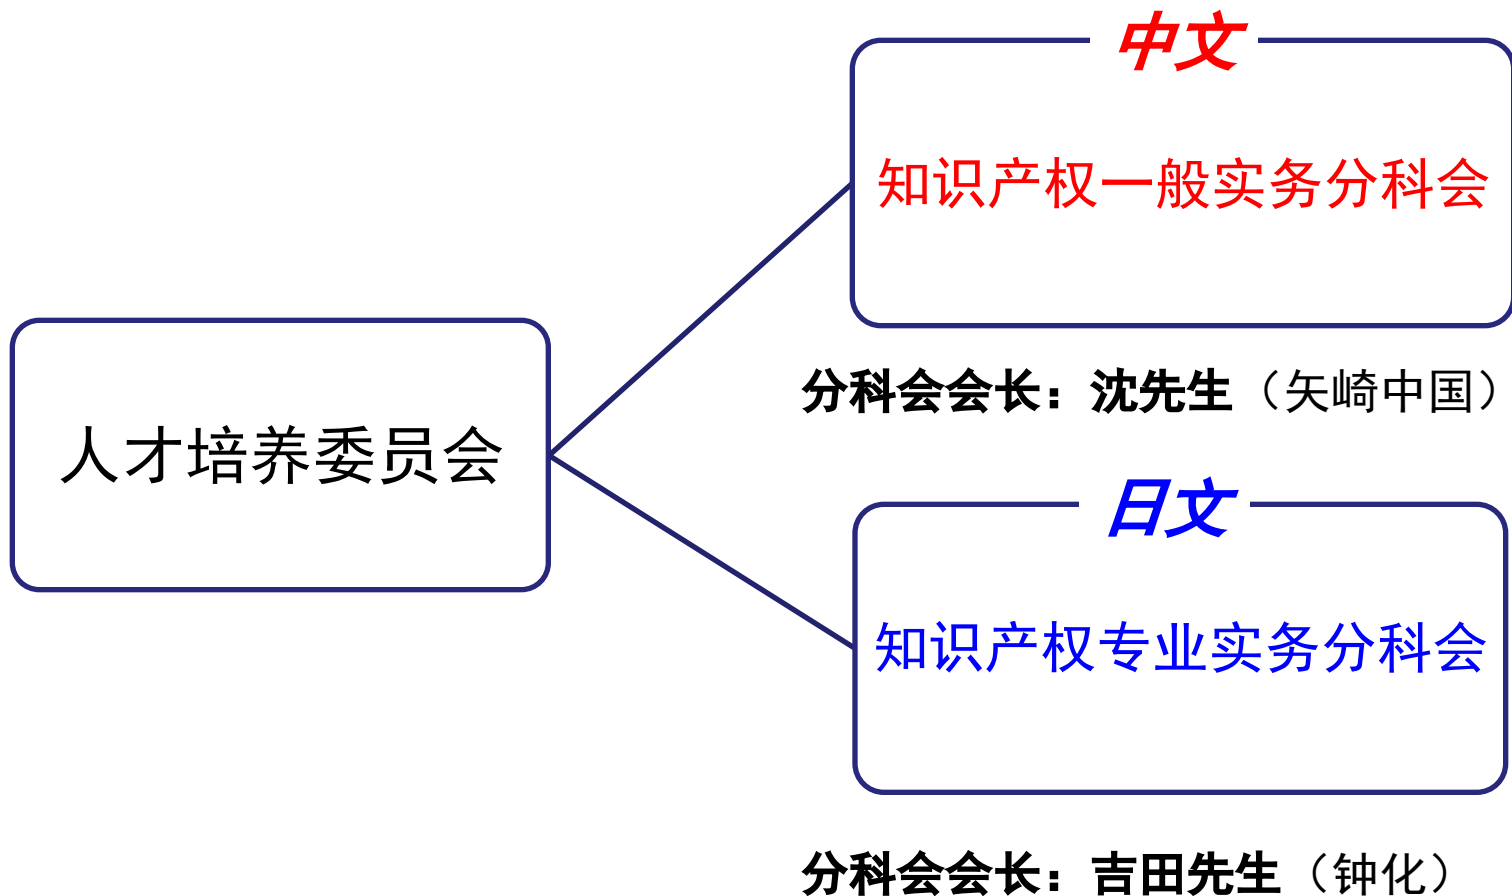 中文
知识产权一般实务分科会
分科会会长：沈先生（矢崎中国）
人才培养委员会
日文
知识产权专业实务分科会
分科会会长：吉田先生（钟化）